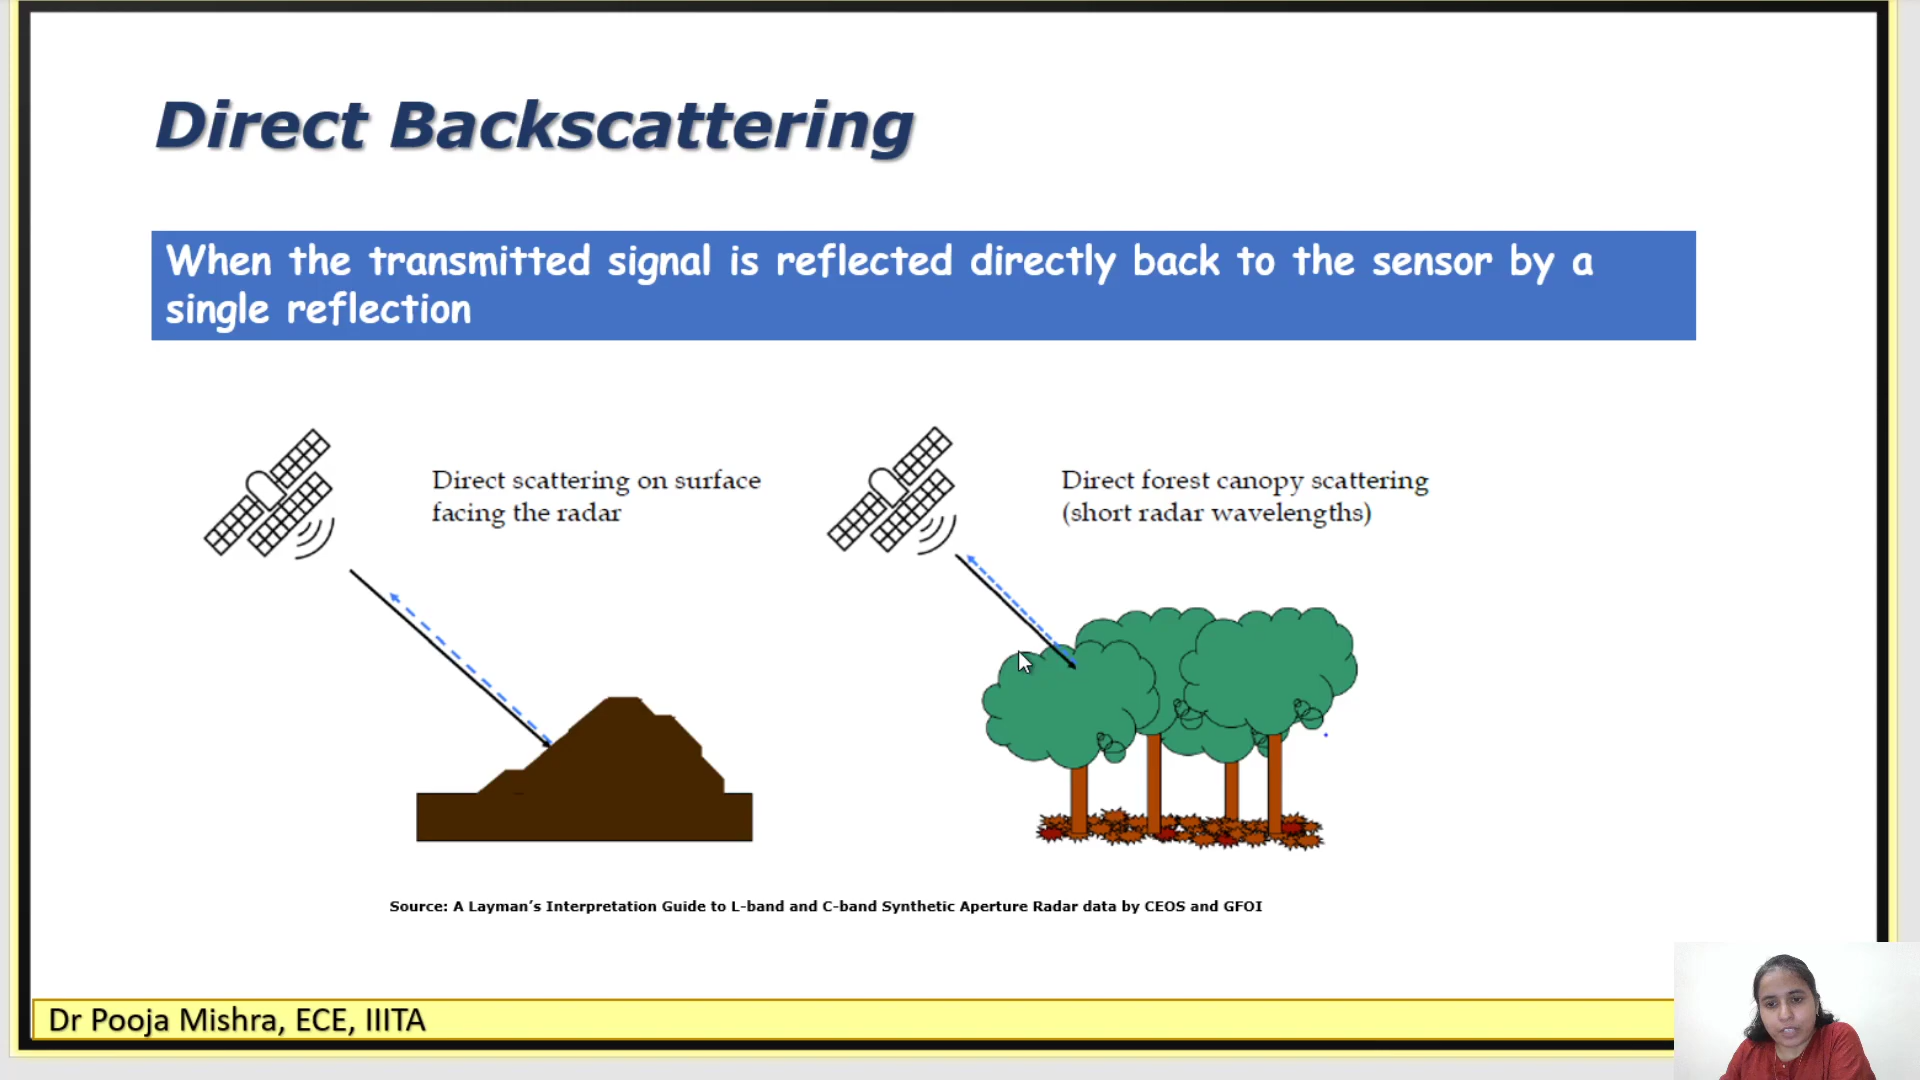 Direct Backscattering
When the transmitted signal is reflected directly back to the sensor by a
single reflection
Direct scattering on surface
facing the radar
Direct forest canopy scattering
(short radar wavelengths)
Source: A Layman's Interpretation Guide to L-band and C-band Synthetic Aperture Radar data by CEOS and GFOI
Dr Pooja Mishra, ECE, IIITA